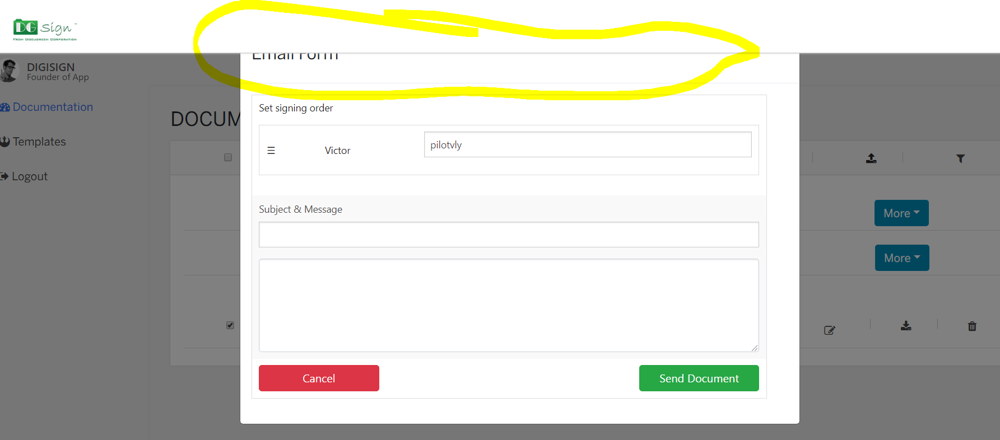 DG Sign ™
FROM DOCUGREEN CORPORATION
Email Form
DIGISIGN
Founder of App
Documentation
Templates
Logout
DOCUM
Set signing order
Victor
pilotvly
Subject & Message
More
More
Cancel
Send Document